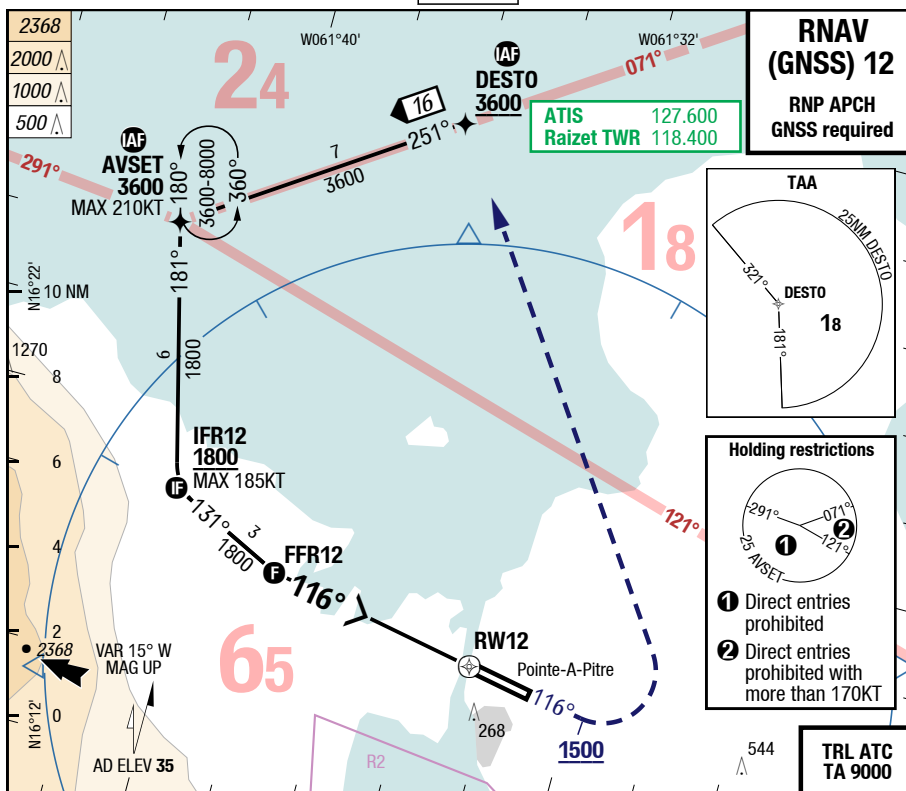 2368
2000
1000
500
W061°40'
W061°32'
RNAV
(GNSS) 12
RNP APCH
GNSS required
24
IAF
DESTO
3600
071°
16
251°
ATIS 127.600
Raizet TWR 118.400
7
3600
IAF
AVSET
3600
MAX 210KT
291°
180°
3600-8000
360°
18
TAA
25NM DESTO
321°
DESTO
181°
18
181°
N16°22'
10 NM
6
1800
1270
8
6
4
2
0
IFR12
1800
MAX 185KT
IF
131°
3
1800
FFR12
F
116°
121°
Holding restrictions
291°
071°
121°
1
2
25 AVSET
1 Direct entries
prohibited
2 Direct entries
prohibited with
more than 170KT
2368
VAR 15° W
MAG UP
65
RW12
Pointe-A-Pitre
116°
1500
268
N16°12'
AD ELEV 35
R2
544
TRL ATC
TA 9000